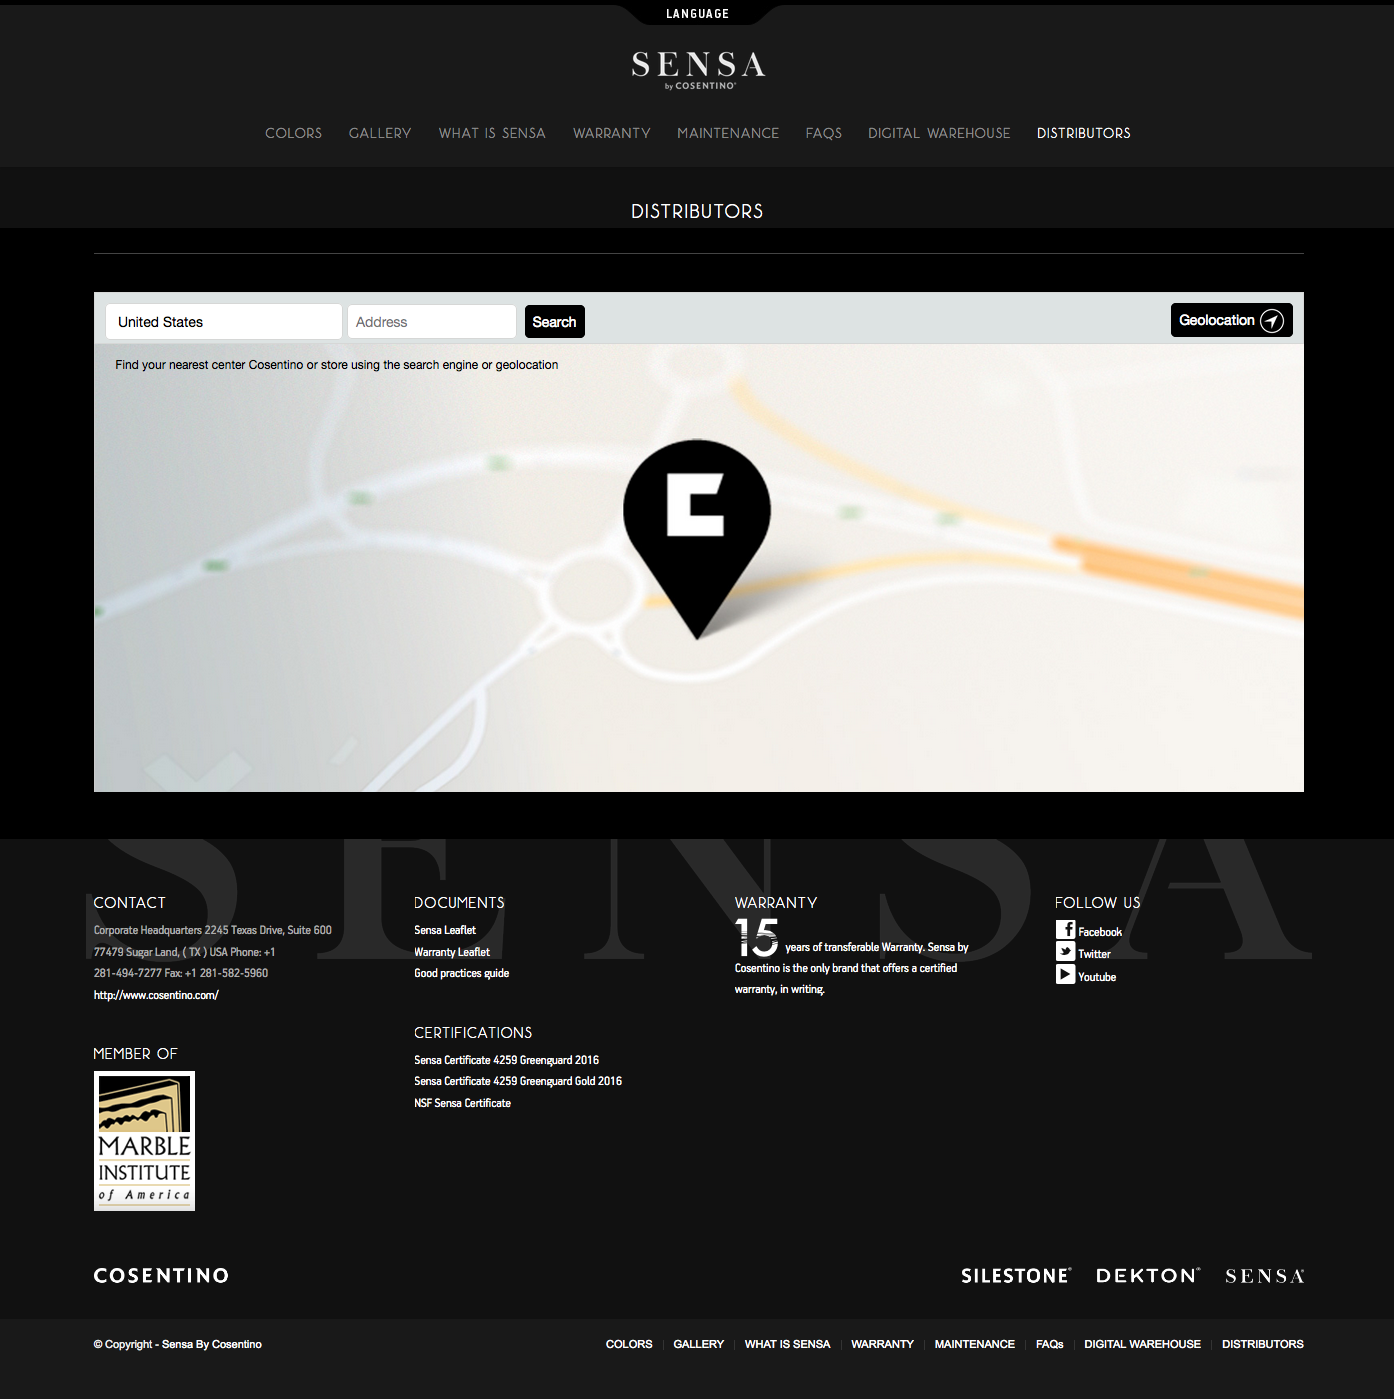 LANGUAGE
SENSA
by COSENTINO®
COLORS GALLERY WHAT IS SENSA WARRANTY MAINTENANCE FAQS DIGITAL WAREHOUSE DISTRIBUTORS
DISTRIBUTORS
United States Address Search Geolocation
Find your nearest center Cosentino or store using the search engine or geolocation
SENSA
CONTACT
Corporate Headquarters 2245 Texas Drive, Suite 600
77479 Sugar Land, ( TX ) USA Phone: +1
281-494-7277 Fax: +1 281-582-5960
http://www.cosentino.com/
MEMBER OF
MARBLE
INSTITUTE
of America
DOCUMENTS
Sensa Leaflet
Warranty Leaflet
Good practices guide
CERTIFICATIONS
Sensa Certificate 4259 Greenguard 2016
Sensa Certificate 4259 Greenguard Gold 2016
NSF Sensa Certificate
WARRANTY
15 years of transferable Warranty. Sensa by
Cosentino is the only brand that offers a certified
warranty, in writing.
FOLLOW US
Facebook
Twitter
Youtube
COSENTINO SILESTONE® DEKTON® SENSA®
© Copyright - Sensa By Cosentino COLORS | GALLERY | WHAT IS SENSA | WARRANTY | MAINTENANCE | FAQs | DIGITAL WAREHOUSE | DISTRIBUTORS